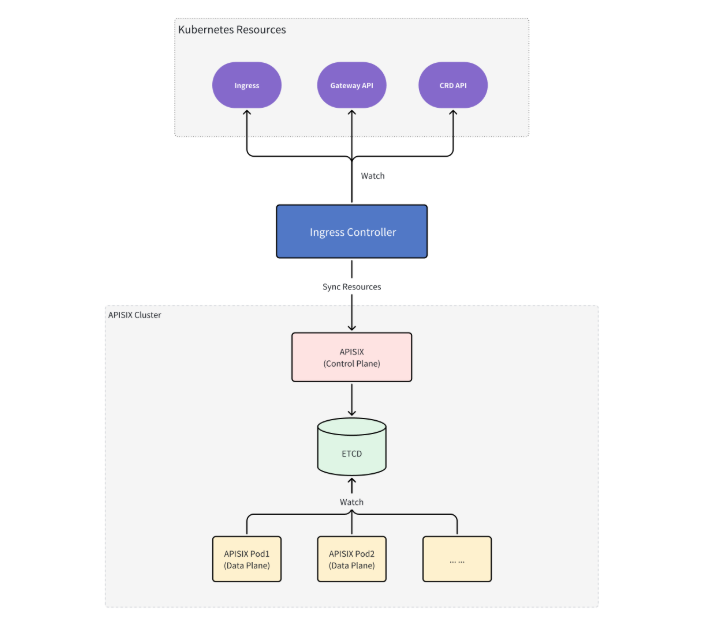 Kubernetes Resources
Ingress
Gateway API
CRD API
Watch
Ingress Controller
Sync Resources
APISIX Cluster
APISIX
(Control Plane)
ETCD
Watch
APISIX Pod1
(Data Plane)
APISIX Pod2
(Data Plane)
... ...